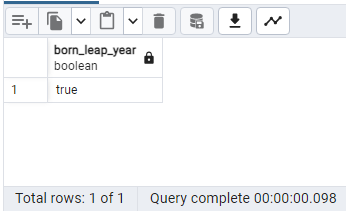 born_leap_year
boolean
1 true
Total rows: 1 of 1 Query complete 00:00:00.098